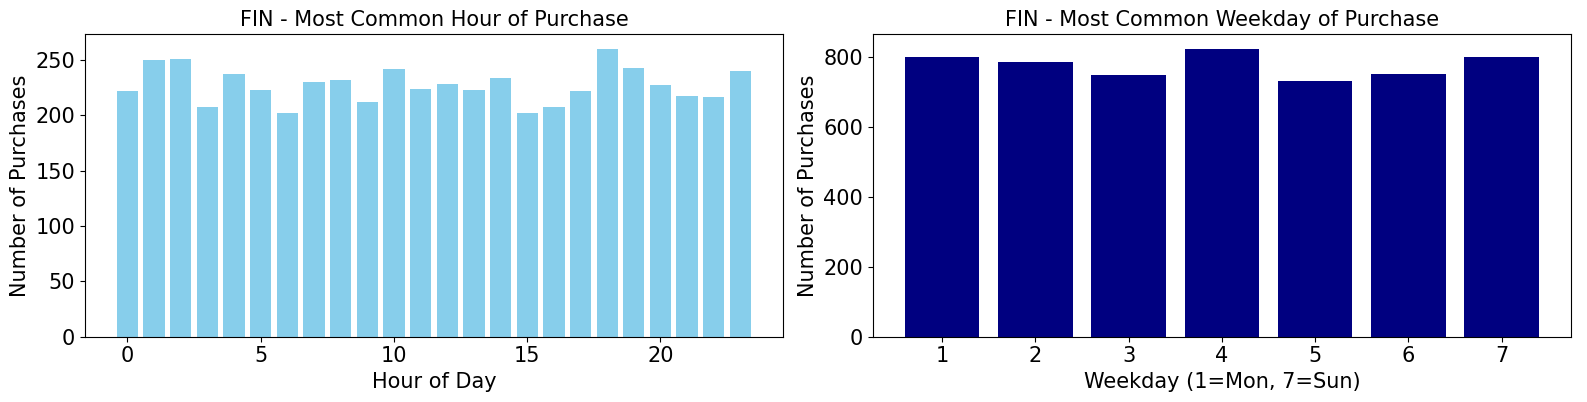 FIN - Most Common Hour of Purchase
Number of Purchases
250
200
150
100
50
0
0 5 10 15 20
Hour of Day
FIN - Most Common Weekday of Purchase
Number of Purchases
800
600
400
200
0
1 2 3 4 5 6 7
Weekday (1=Mon, 7=Sun)